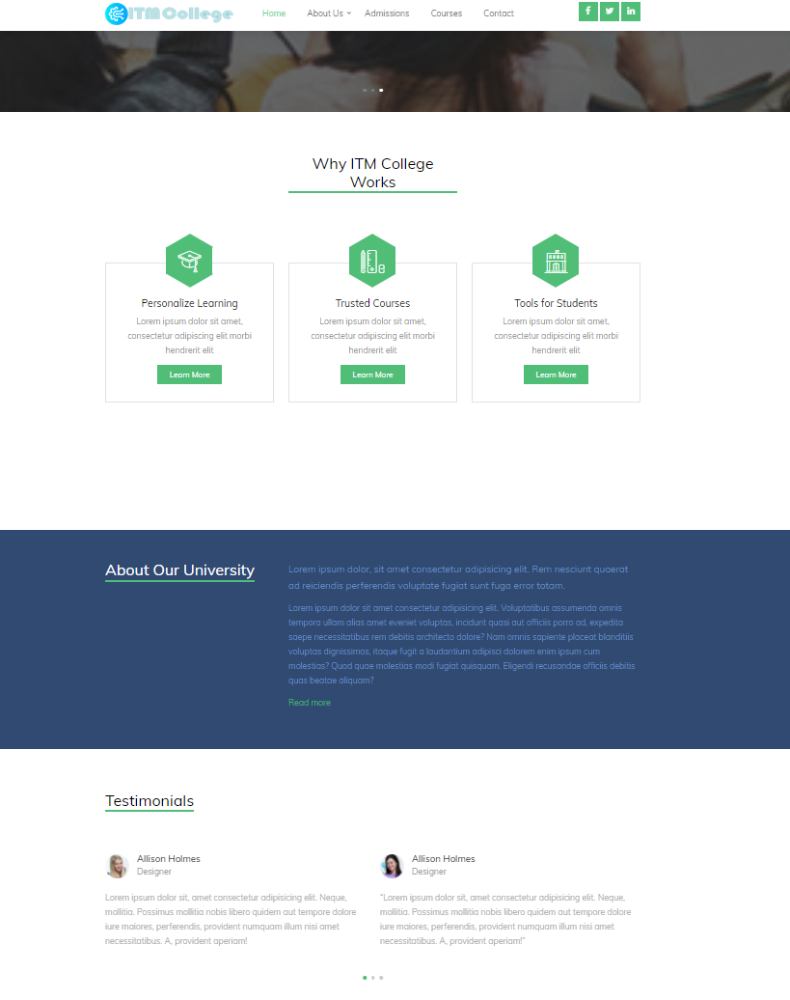 ITM College
Home About Us Admissions Courses Contact
Why ITM College
Works
Personalize Learning
Lorem ipsum dolor sit amet,
consectetur adipiscing elit morbi
hendrerit elit
Learn More
Trusted Courses
Lorem ipsum dolor sit amet,
consectetur adipiscing elit morbi
hendrerit elit
Learn More
Tools for Students
Lorem ipsum dolor sit amet,
consectetur adipiscing elit morbi
hendrerit elit
Learn More
About Our University
Lorem ipsum dolor, sit amet consectetur adipisicing elit. Rem nesciunt quaerat
ad reiciendis perferendis voluptate fugiat sunt fuga error totam.
Lorem ipsum dolor sit amet consectetur adipisicing elit. Voluptatibus assumenda omnis
tempora ullam alias amet eveniet voluptas, incidunt quasi aut officiis porro ad, expedita
saepe necessitatibus rem debitis architecto dolore? Nam omnis sapiente placeat blanditiis
voluptas dignissimos, itaque fugit a laudantium adipisci dolorem enim ipsum cum
molestias? Quod quae molestias modi fugiat quisquam. Eligendi recusandae officiis debitis
quas beatae aliquam?
Read more
Testimonials
Allison Holmes
Designer
Lorem ipsum dolor sit, amet consectetur adipisicing elit. Neque,
mollitia. Possimus mollitia nobis libero quidem aut tempore dolore
iure maiores, perferendis, provident numquam illum nisi amet
necessitatibus. A, provident aperiam!
Allison Holmes
Designer
“Lorem ipsum dolor sit, amet consectetur adipisicing elit. Neque,
mollitia. Possimus mollitia nobis libero quidem aut tempore dolore
iure maiores, perferendis, provident numquam illum nisi amet
necessitatibus. A, provident aperiam!”